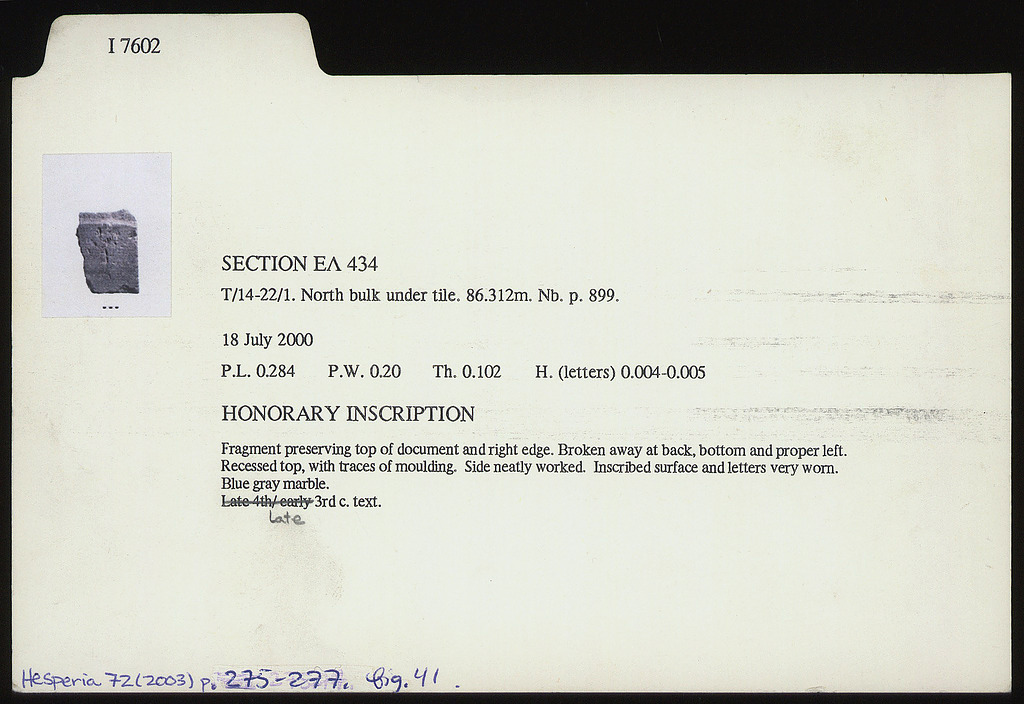 I 7602
SECTION ΕΛ 434
T/14-22/1. North bulk under tile. 86.312m. Nb. p. 899.
18 July 2000
P.L. 0.284 P.W. 0.20 Th. 0.102 H. (letters) 0.004-0.005
HONORARY INSCRIPTION
Fragment preserving top of document and right edge. Broken away at back, bottom and proper left.
Recessed top, with traces of moulding. Side neatly worked. Inscribed surface and letters very worn.
Blue gray marble.
Late 4th/ early 3rd c. text.
Late
Hesperia 72 (2003) p. 275-277. fig. 41.